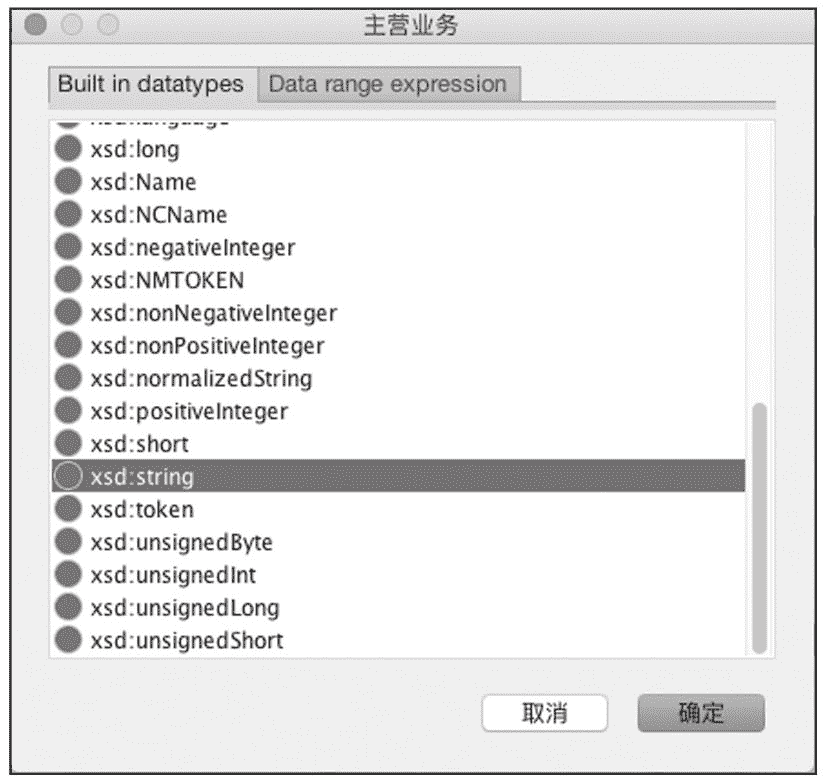 主营业务
Built in datatypes
Data range expression
xsd:language
xsd:long
xsd:Name
xsd:NCName
xsd:negativeInteger
xsd:NMTOKEN
xsd:nonNegativeInteger
xsd:nonPositiveInteger
xsd:normalizedString
xsd:positiveInteger
xsd:short
xsd:string
xsd:token
xsd:unsignedByte
xsd:unsignedInt
xsd:unsignedLong
xsd:unsignedShort
取消
确定